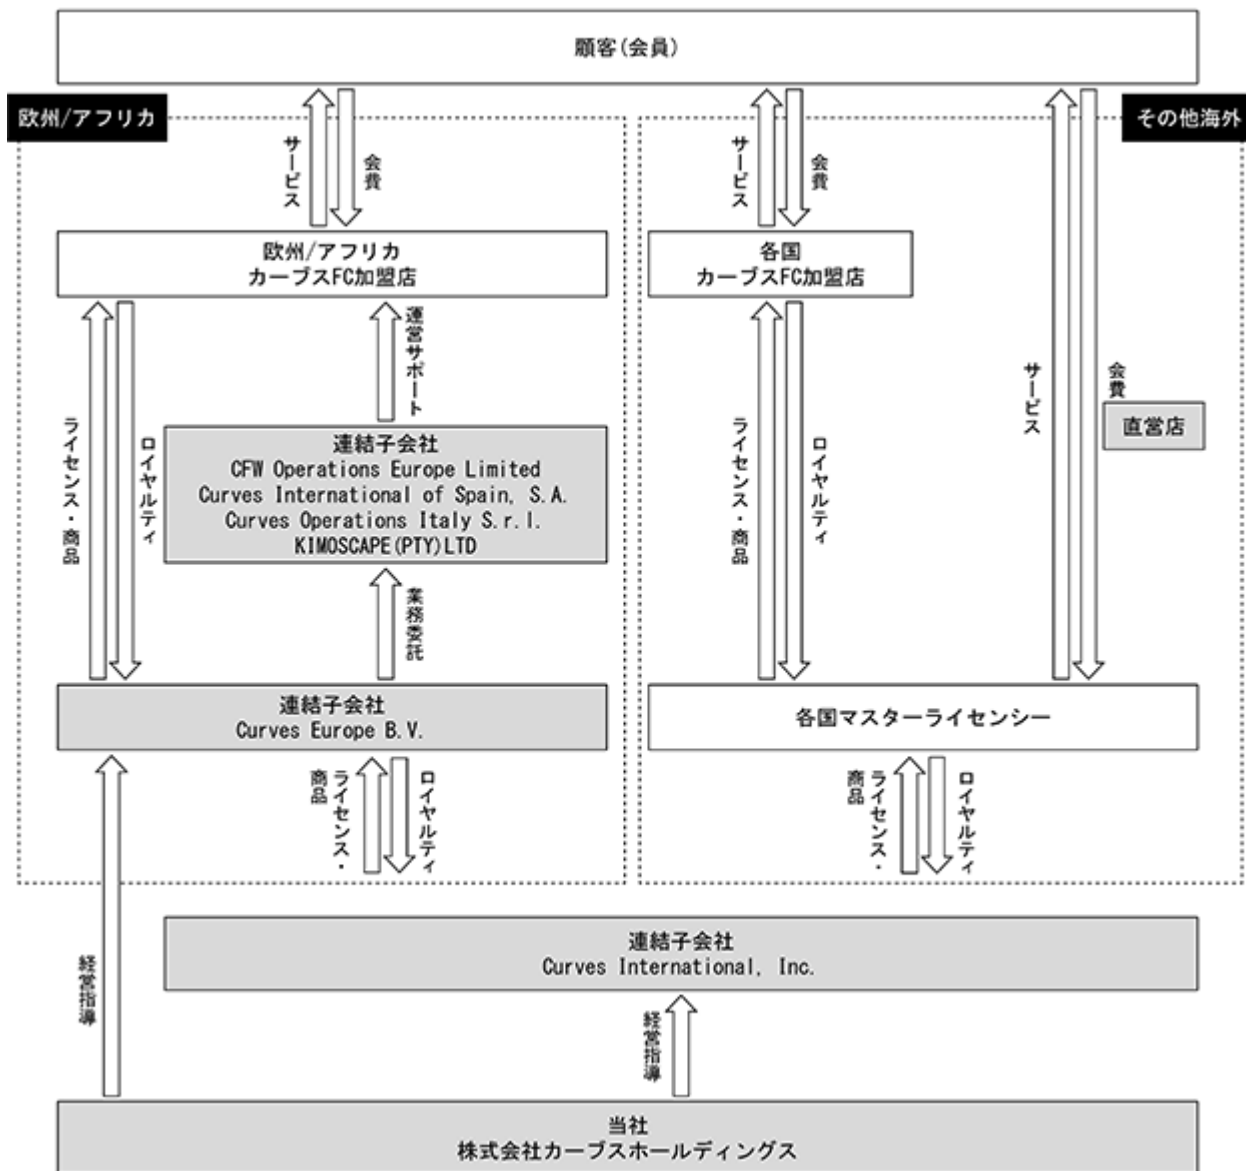 顧客(会員)
欧州/アフリカ
その他海外
サービス
会費
サービス
会費
欧州/アフリカ
カーブスFC加盟店
各国
カーブスFC加盟店
運営サポート
サービス
会費
直営店
ライセンス・商品
ロイヤルティ
連結子会社
CFW Operations Europe Limited
Curves International of Spain, S.A.
Curves Operations Italy S.r.l.
KIMOSCAPE(PTY)LTD
ライセンス・商品
ロイヤルティ
業務委託
連結子会社
Curves Europe B.V.
各国マスターライセンシー
ライセンス・
商品
ロイヤルティ
ライセンス・
商品
ロイヤルティ
連結子会社
Curves International, Inc.
経営指導
経営指導
当社
株式会社カーブスホールディングス